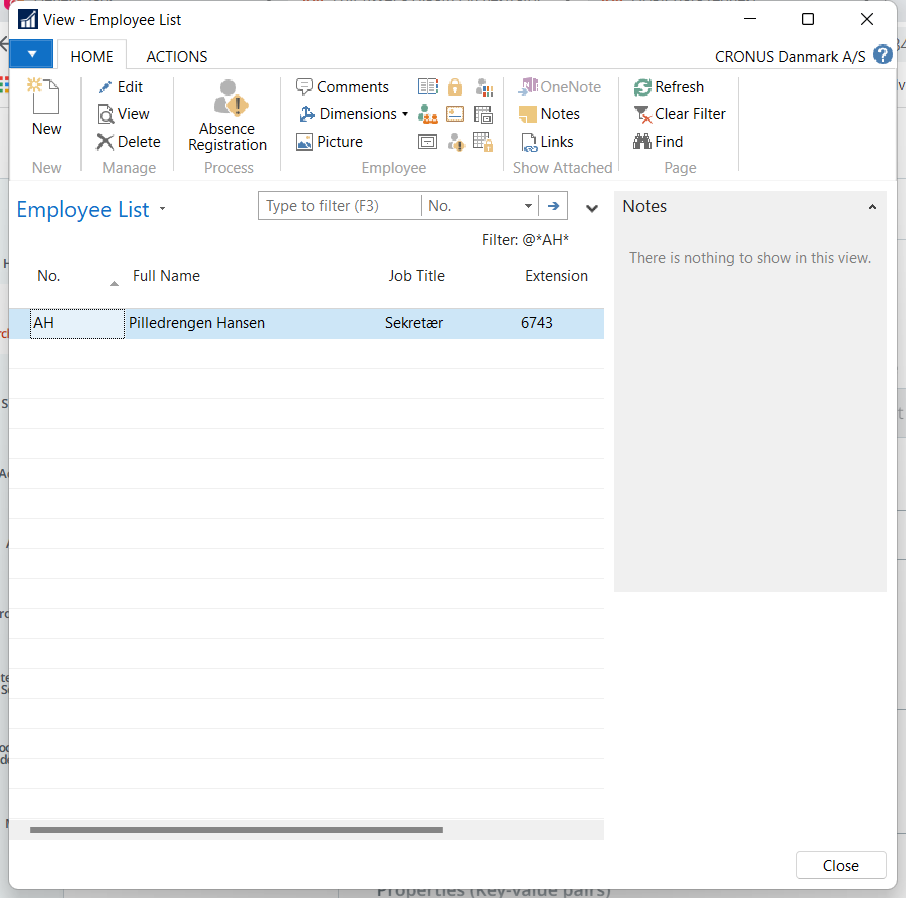 View - Employee List
HOME ACTIONS CRONUS Danmark A/S ?
New
Edit
View
Delete
Absence
Registration
Comments
Dimensions
Picture
OneNote
Notes
Links
Refresh
Clear Filter
Find
New Manage Process Employee Show Attached Page
Employee List
Type to filter (F3) No.
Filter: @*AH*
No. Full Name Job Title Extension
AH Pilledrengen Hansen Sekretær 6743
Notes
There is nothing to show in this view.
Close
Properties (Key-value pairs)